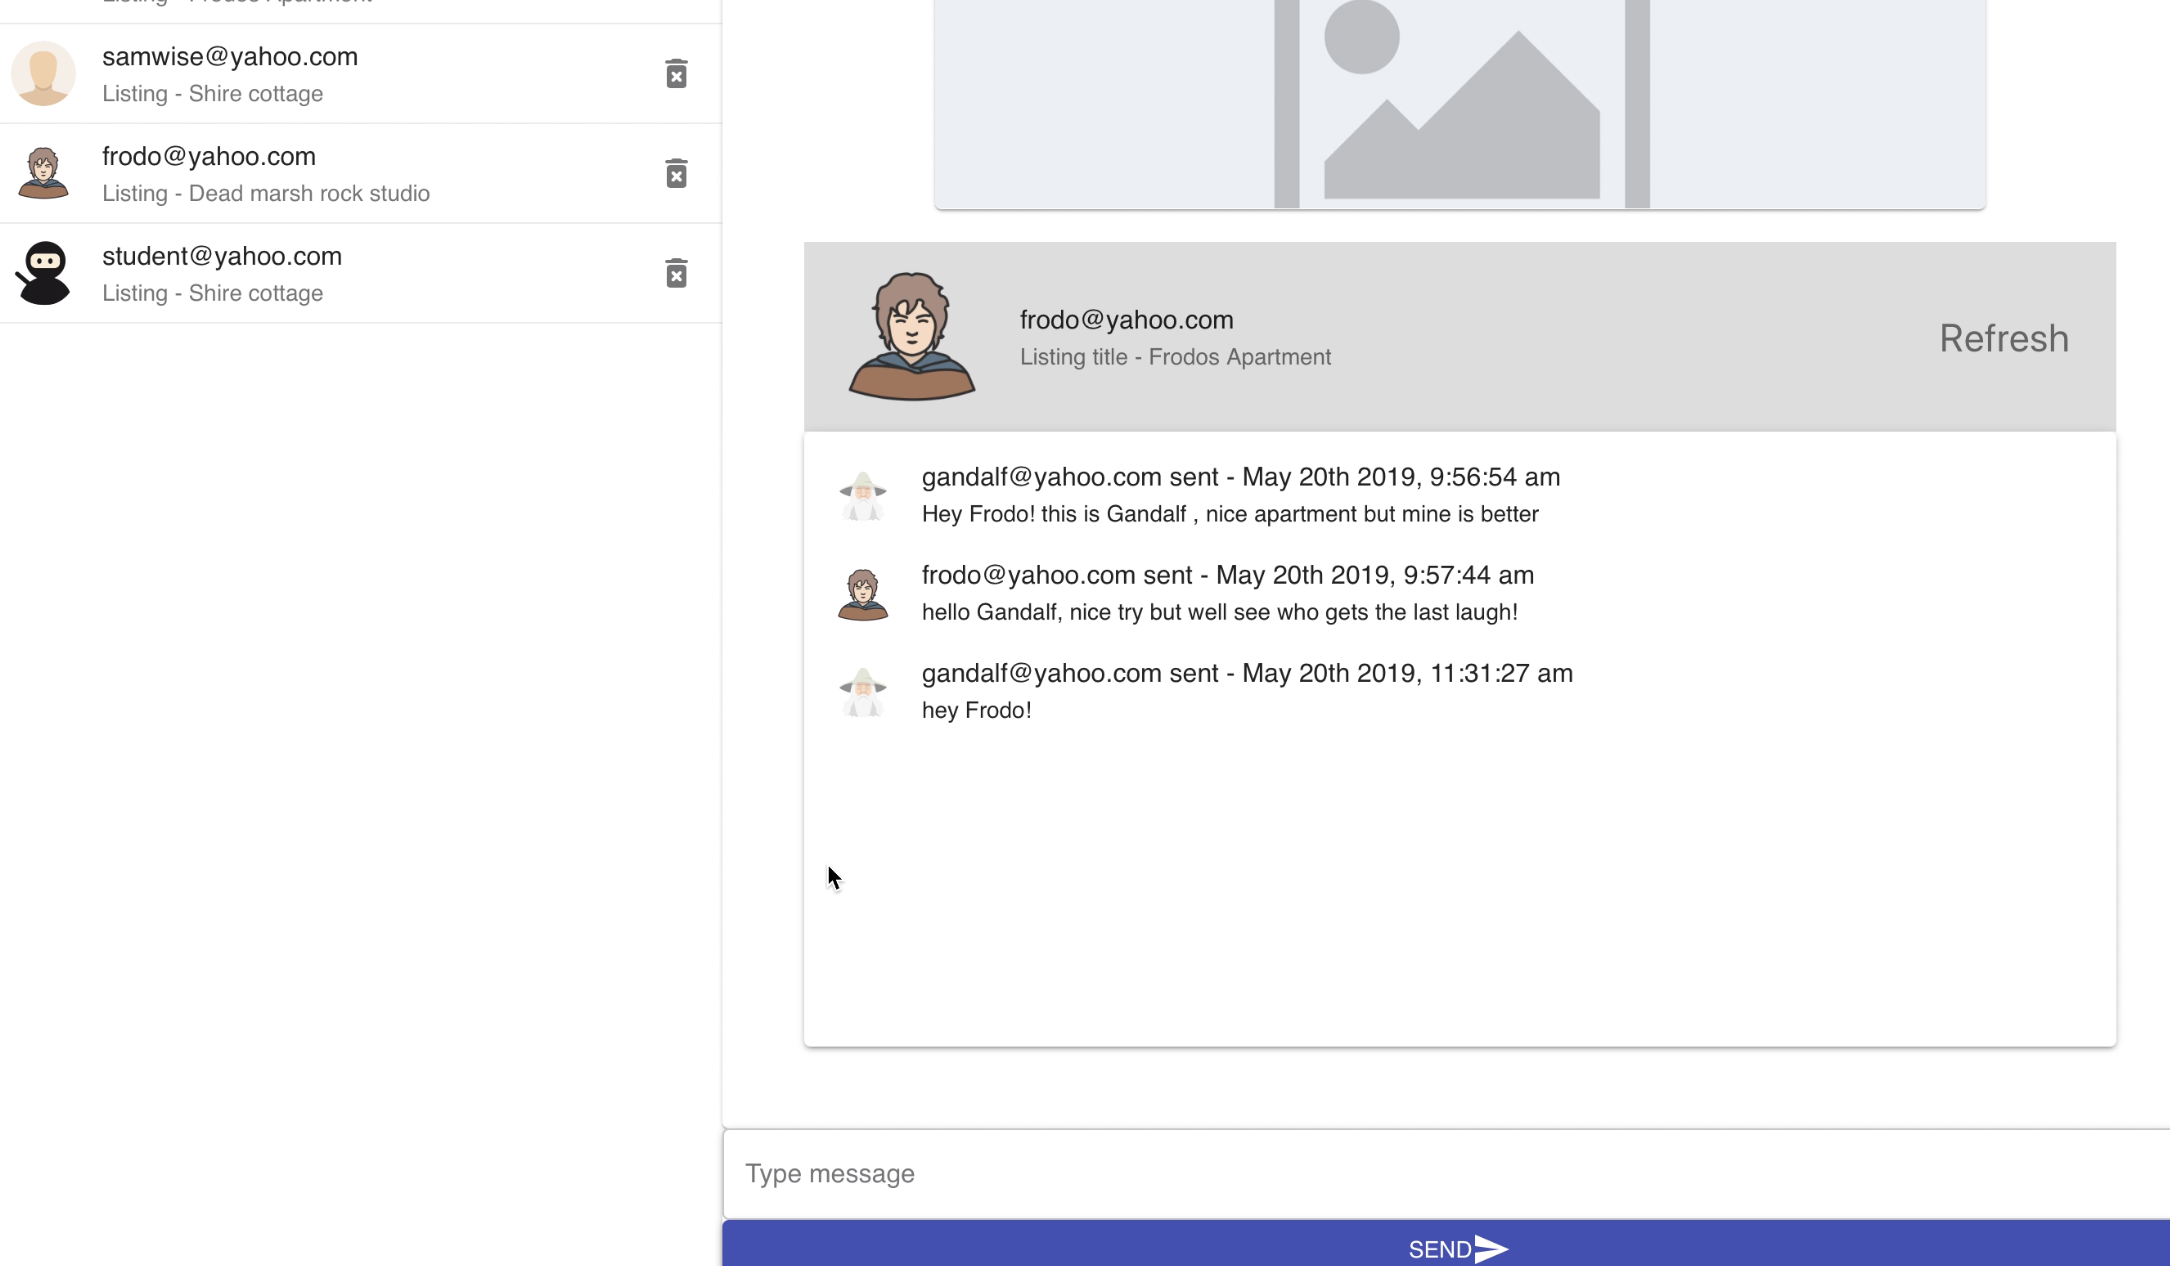 Listing - Frodos Apartment
samwise@yahoo.com
Listing - Shire cottage
frodo@yahoo.com
Listing - Dead marsh rock studio
student@yahoo.com
Listing - Shire cottage
frodo@yahoo.com
Listing title - Frodos Apartment
Refresh
gandalf@yahoo.com sent - May 20th 2019, 9:56:54 am
Hey Frodo! this is Gandalf , nice apartment but mine is better
frodo@yahoo.com sent - May 20th 2019, 9:57:44 am
hello Gandalf, nice try but well see who gets the last laugh!
gandalf@yahoo.com sent - May 20th 2019, 11:31:27 am
hey Frodo!
Type message
SEND